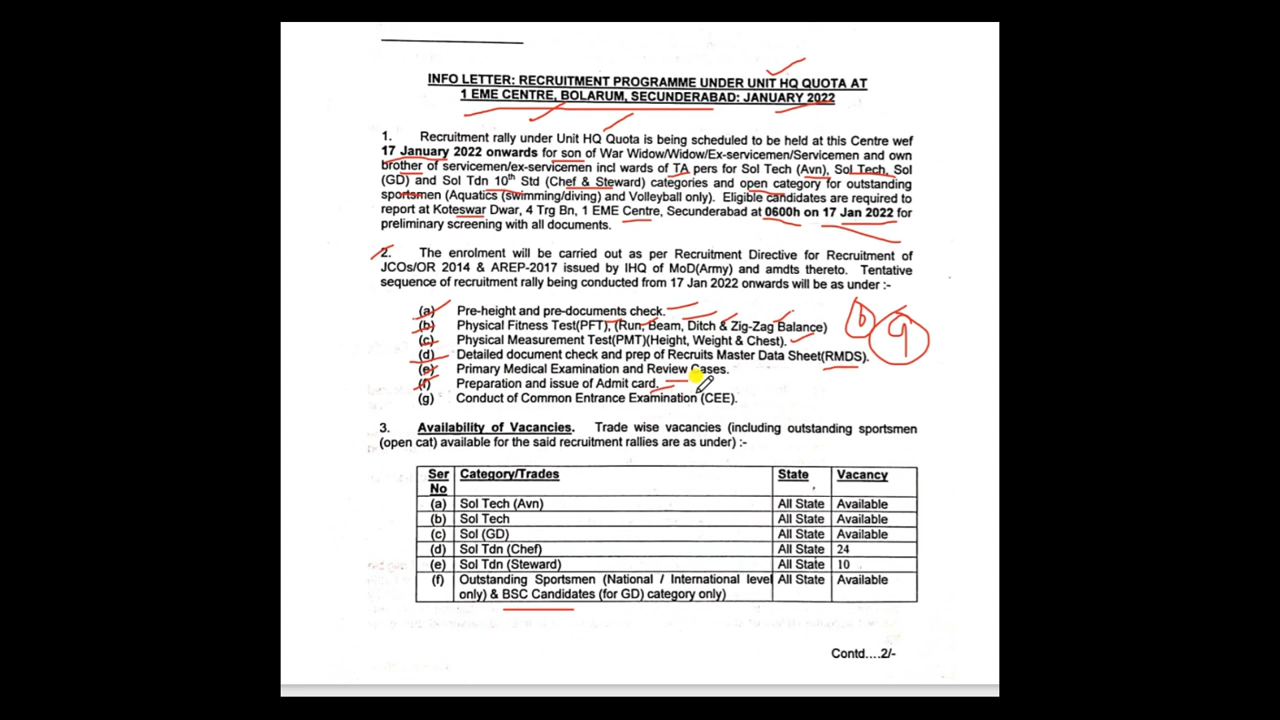 INFO LETTER: RECRUITMENT PROGRAMME UNDER UNIT HQ QUOTA AT
1 EME CENTRE, BOLARUM, SECUNDERABAD: JANUARY 2022
1. Recruitment rally under Unit HQ Quota is being scheduled to be held at this Centre wef
17 January 2022 onwards for son of War Widow/Widow/Ex-servicemen/Servicemen and own
brother of servicemen/ex-servicemen incl wards of TA pers for Sol Tech (Avn), Sol Tech, Sol
(GD) and Sol Tdn 10th Std (Chef & Steward) categories and open category for outstanding
sportsmen (Aquatics (swimming/diving) and Volleyball only). Eligible candidates are required to
report at Koteswar Dwar, 4 Trg Bn, 1 EME Centre, Secunderabad at 0600h on 17 Jan 2022 for
preliminary screening with all documents.
2. The enrolment will be carried out as per Recruitment Directive for Recruitment of
JCOs/OR 2014 & AREP-2017 issued by IHQ of MoD(Army) and amdts thereto. Tentative
sequence of recruitment rally being conducted from 17 Jan 2022 onwards will be as under :-
(a) Pre-height and pre-documents check.
(b) Physical Fitness Test(PFT), (Run, Beam, Ditch & Zig-Zag Balance)
(c) Physical Measurement Test(PMT)(Height, Weight & Chest).
(d) Detailed document check and prep of Recruits Master Data Sheet(RMDS).
(e) Primary Medical Examination and Review Cases.
(f) Preparation and issue of Admit card.
(g) Conduct of Common Entrance Examination (CEE).
3. Availability of Vacancies. Trade wise vacancies (including outstanding sportsmen
(open cat) available for the said recruitment rallies are as under) :-
Ser No Category/Trades State Vacancy
(a) Sol Tech (Avn) All State Available
(b) Sol Tech All State Available
(c) Sol (GD) All State Available
(d) Sol Tdn (Chef) All State 24
(e) Sol Tdn (Steward) All State 10
(f) Outstanding Sportsmen (National / International level All State Available
only) & BSC Candidates (for GD) category only)
Contd....2/-